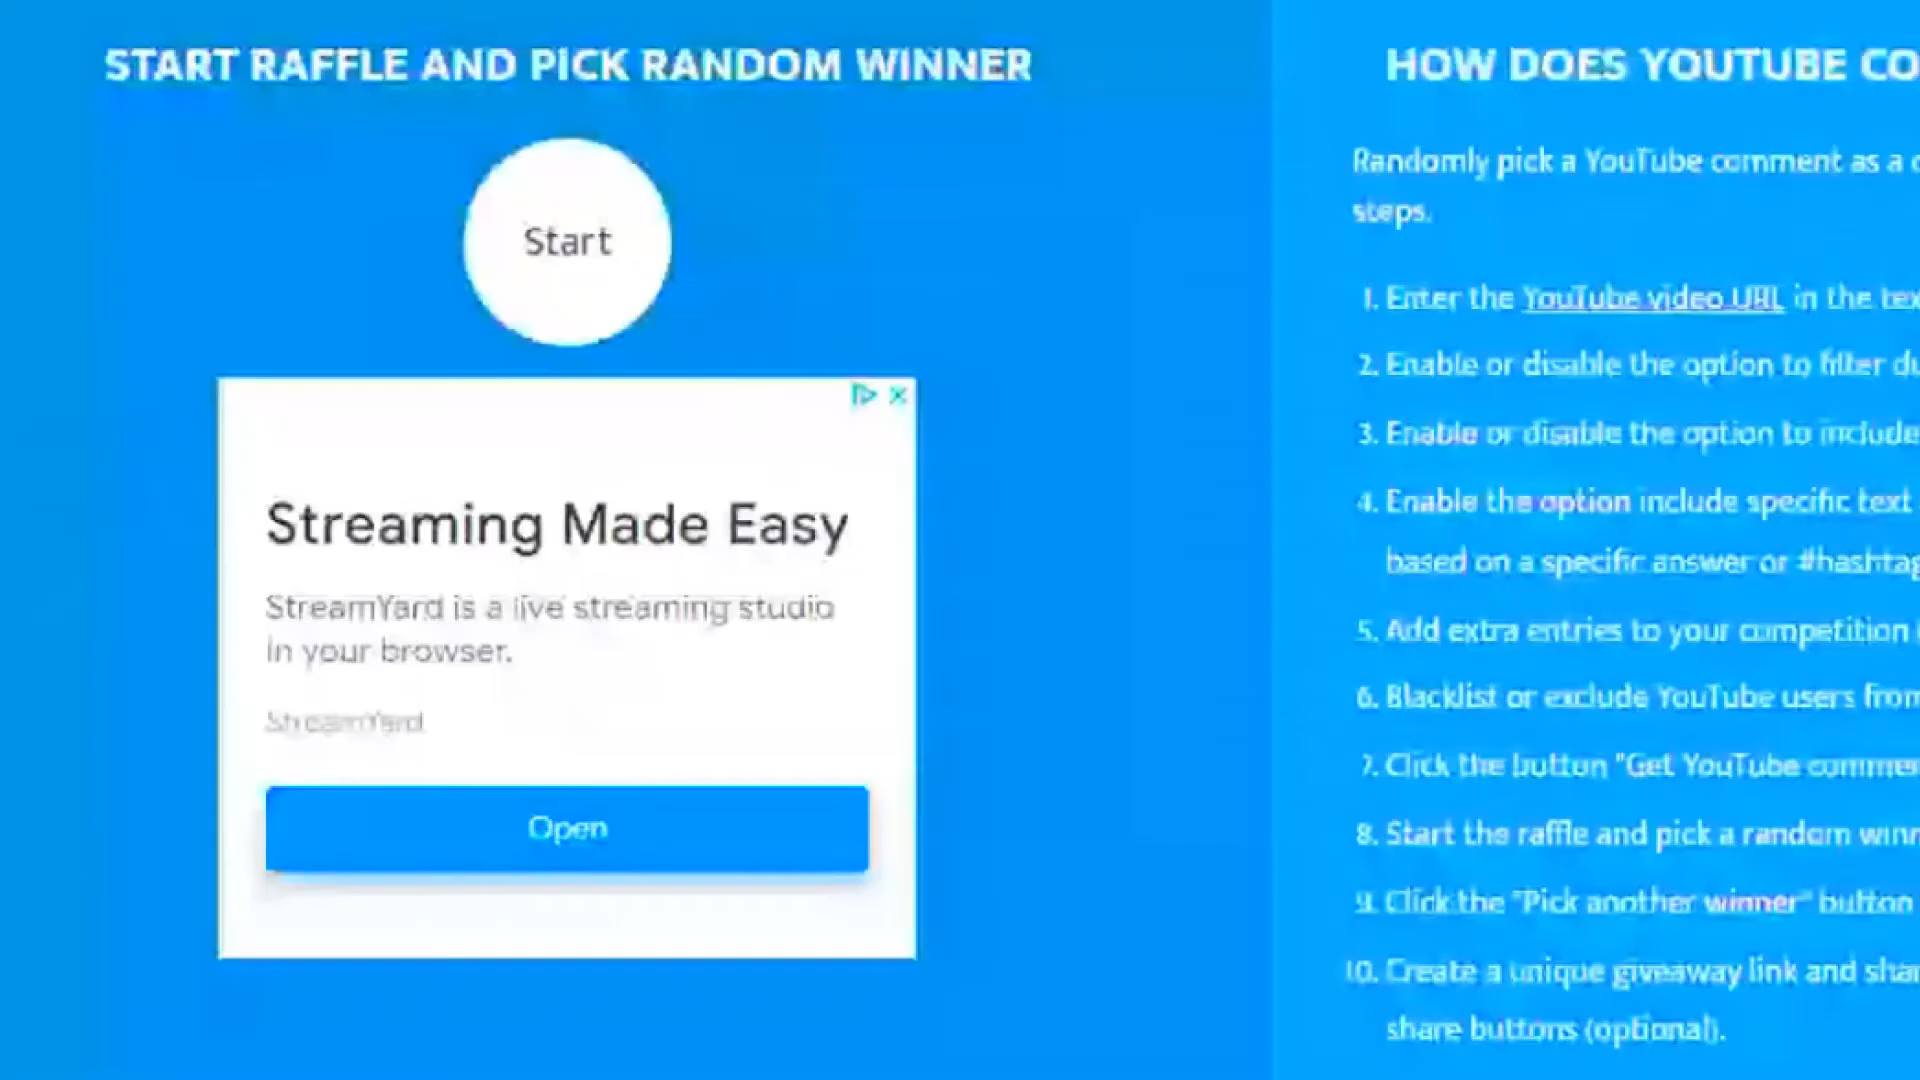 START RAFFLE AND PICK RANDOM WINNER
Start
Streaming Made Easy
StreamYard is a live streaming studio
in your browser.
StreamYard
Open
HOW DOES YOUTUBE CO
Randomly pick a YouTube comment as a
steps.
1. Enter the YouTube video URL in the tex
2. Enable or disable the option to filter du
3. Enable or disable the option to include
4. Enable the option include specific text
based on a specific answer or #hashtag
5. Add extra entries to your competition
6. Blacklist or exclude YouTube users from
7. Click the button "Get YouTube commen
8. Start the raffle and pick a random winn
9. Click the "Pick another winner" button
10. Create a unique giveaway link and shar
share buttons (optional).